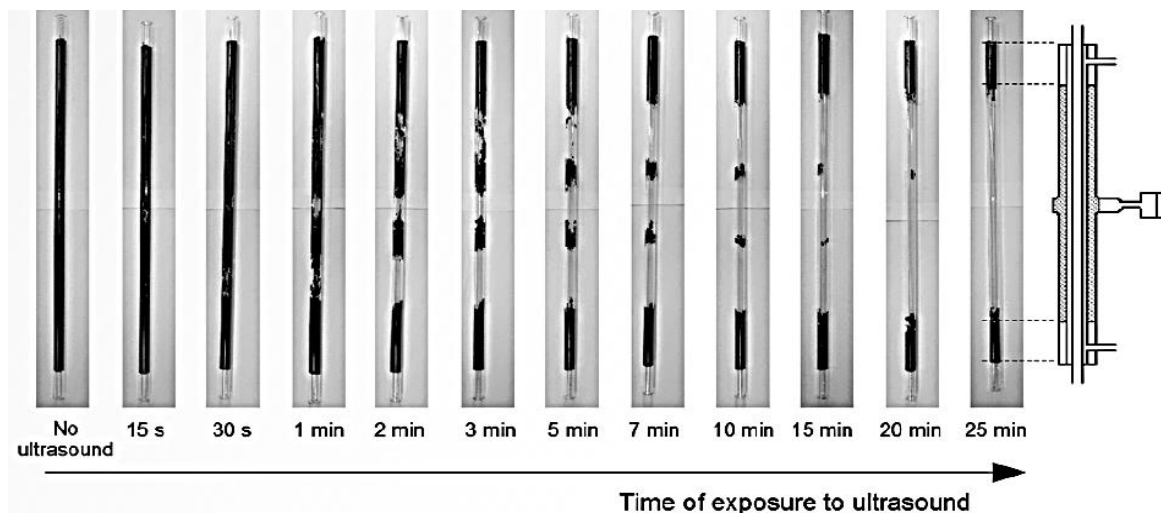 No
ultrasound
15 s
30 s
1 min
2 min
3 min
5 min
7 min
10 min
15 min
20 min
25 min
Time of exposure to ultrasound